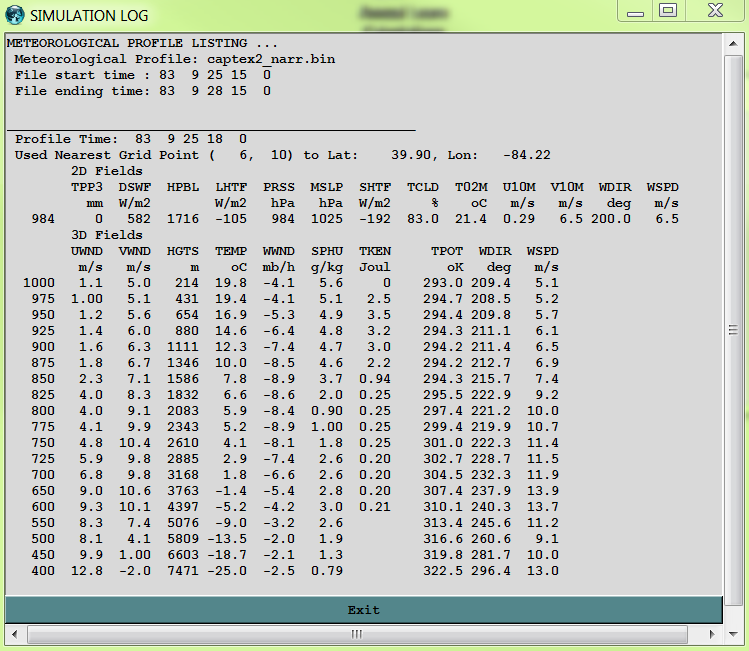 SIMULATION LOG
METEOROLOGICAL PROFILE LISTING ...
Meteorological Profile: captex2_narr.bin
File start time : 83  9 25 15  0
File ending time: 83  9 28 15  0
Profile Time:  83  9 25 18  0
Used Nearest Grid Point (  6,  10) to Lat:    39.90, Lon:   -84.22
2D Fields
TPP3 DSWF HPBL LHTF PRSS MSLP SHTF TCLD T02M U10M V10M WDIR WSPD
mm W/m2 W/m2 hPa hPa W/m2 % oC m/s m/s deg m/s
984 0 582 1716 -105 984 1025 -192 83.0 21.4 0.29 6.5 200.0 6.5
3D Fields
UWND VWND HGTS TEMP WWND SPHU TKEN TPOT WDIR WSPD
m/s m/s m oC mb/h g/kg Joul oK deg m/s
1000 1.1 5.0 214 19.8 -4.1 5.6 0 293.0 209.4 5.1
975 1.00 5.1 431 19.4 -4.1 5.1 2.5 294.7 208.5 5.2
950 1.2 5.6 654 16.9 -5.3 4.9 3.5 294.4 209.8 5.7
925 1.4 6.0 880 14.6 -6.4 4.8 3.2 294.3 211.1 6.1
900 1.6 6.3 1111 12.3 -7.4 4.7 3.0 294.2 211.4 6.5
875 1.8 6.7 1346 10.0 -8.5 4.6 2.2 294.2 212.7 6.9
850 2.3 7.1 1586 7.8 -8.9 3.7 0.94 294.3 215.7 7.4
825 4.0 8.3 1832 6.6 -8.6 2.0 0.25 295.5 222.9 9.2
800 4.0 9.1 2083 5.9 -8.4 0.90 0.25 297.4 221.2 10.0
775 4.1 9.9 2343 5.2 -8.9 1.00 0.25 299.4 219.9 10.7
750 4.8 10.4 2610 4.1 -8.1 1.8 0.25 301.0 222.3 11.4
725 5.9 9.8 2885 2.9 -7.4 2.6 0.20 302.7 228.7 11.5
700 6.8 9.8 3168 1.8 -6.6 2.6 0.20 304.5 232.3 11.9
650 9.0 10.6 3763 -1.4 -5.4 2.8 0.20 307.4 237.9 13.9
600 9.3 10.1 4397 -5.2 -4.2 3.0 0.21 310.1 240.3 13.7
550 8.3 7.4 5076 -9.0 -3.2 2.6 313.4 245.6 11.2
500 8.1 4.1 5809 -13.5 -2.0 1.9 316.6 260.6 9.1
450 9.9 1.00 6603 -18.7 -2.1 1.3 319.8 281.7 10.0
400 12.8 -2.0 7471 -25.0 -2.5 0.79 322.5 296.4 13.0
Exit